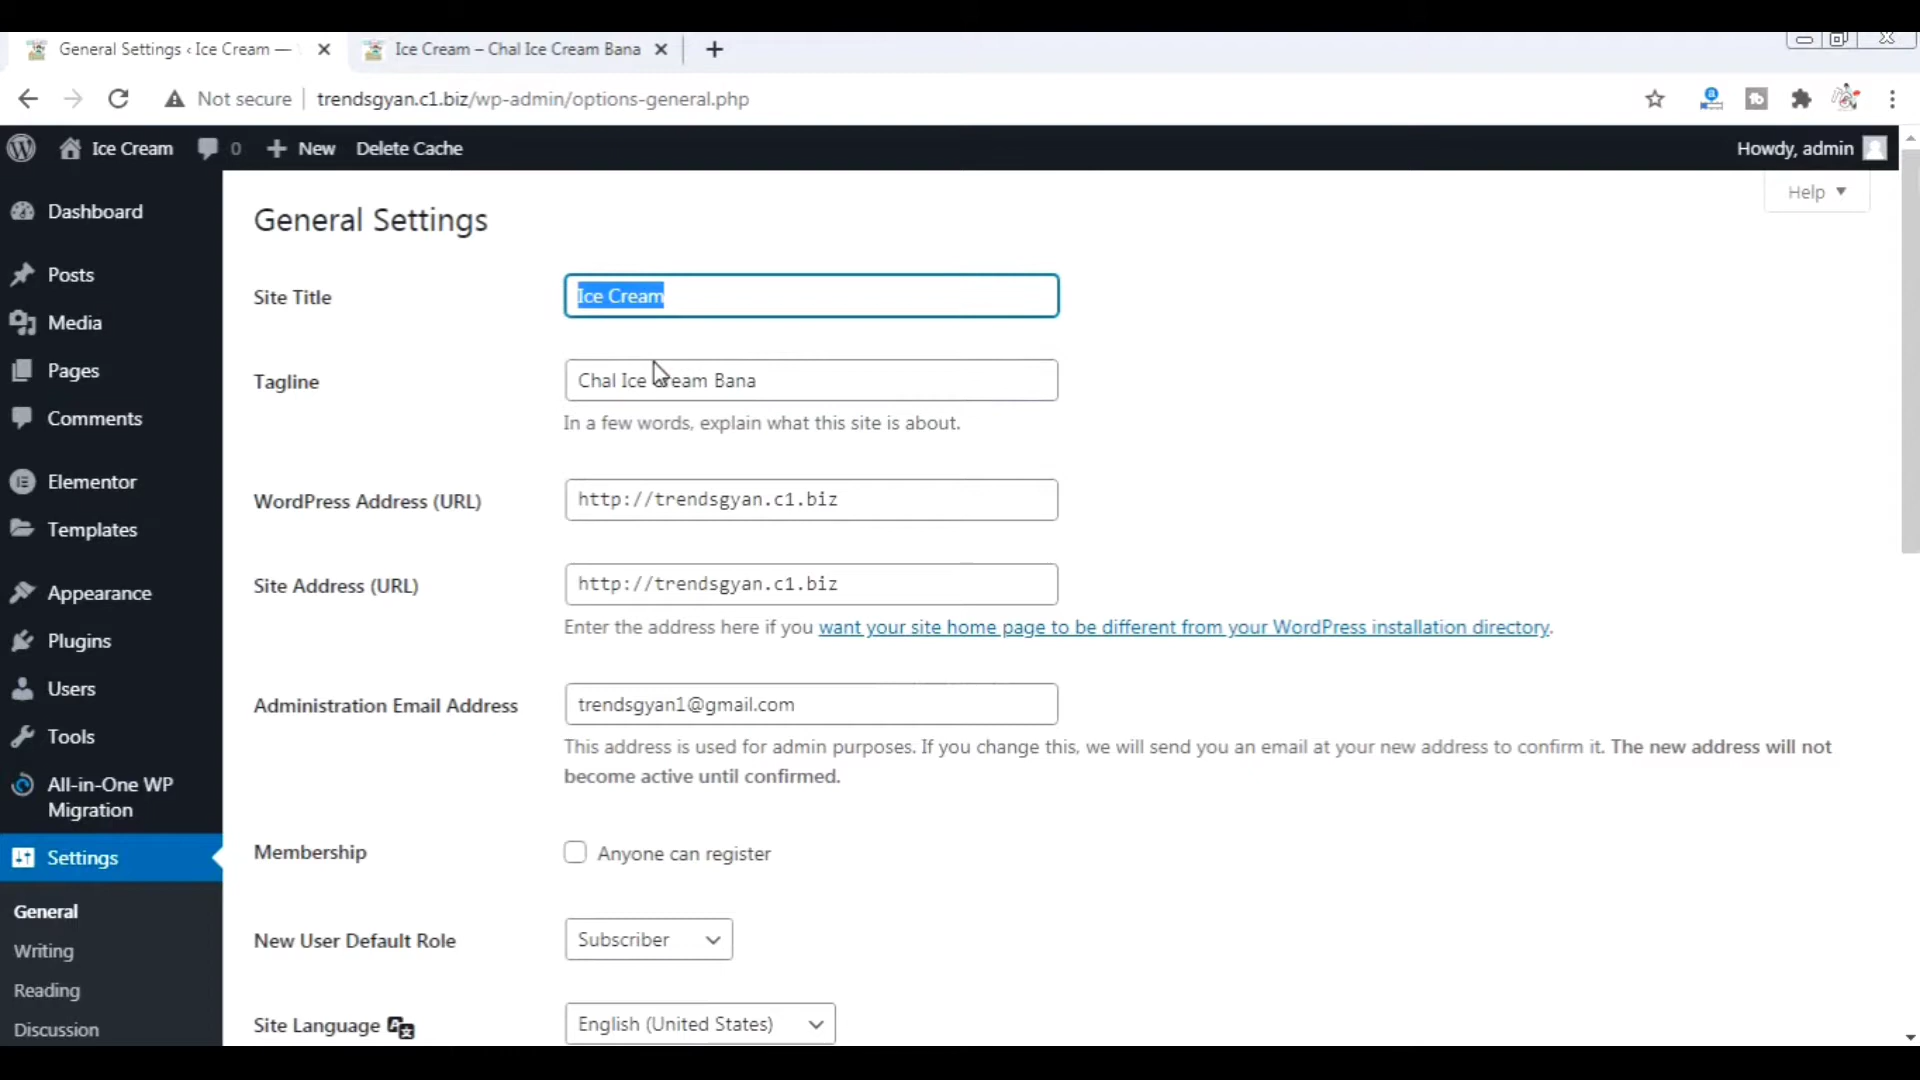 General Settings ‹ Ice Cream —
Ice Cream – Chal Ice Cream Bana
Not secure
trendsgyan.c1.biz/wp-admin/options-general.php
Ice Cream
0
New
Delete Cache
Howdy, admin
Help
Dashboard
Posts
Media
Pages
Comments
Elementor
Templates
Appearance
Plugins
Users
Tools
All-in-One WP
Migration
Settings
General
Writing
Reading
Discussion
General Settings
Site Title
Ice Cream
Tagline
Chal Ice Cream Bana
In a few words, explain what this site is about.
WordPress Address (URL)
http://trendsgyan.c1.biz
Site Address (URL)
http://trendsgyan.c1.biz
Enter the address here if you want your site home page to be different from your WordPress installation directory.
Administration Email Address
trendsgyan1@gmail.com
This address is used for admin purposes. If you change this, we will send you an email at your new address to confirm it. The new address will not
become active until confirmed.
Membership
Anyone can register
New User Default Role
Subscriber
Site Language
English (United States)